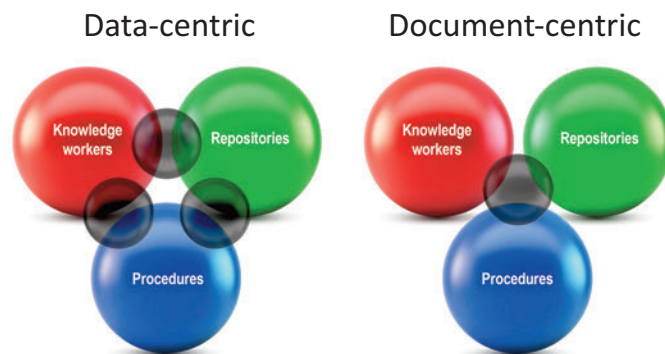 Data-centric
Document-centric
Knowledge
workers
Repositories
Procedures
Knowledge
workers
Repositories
Procedures